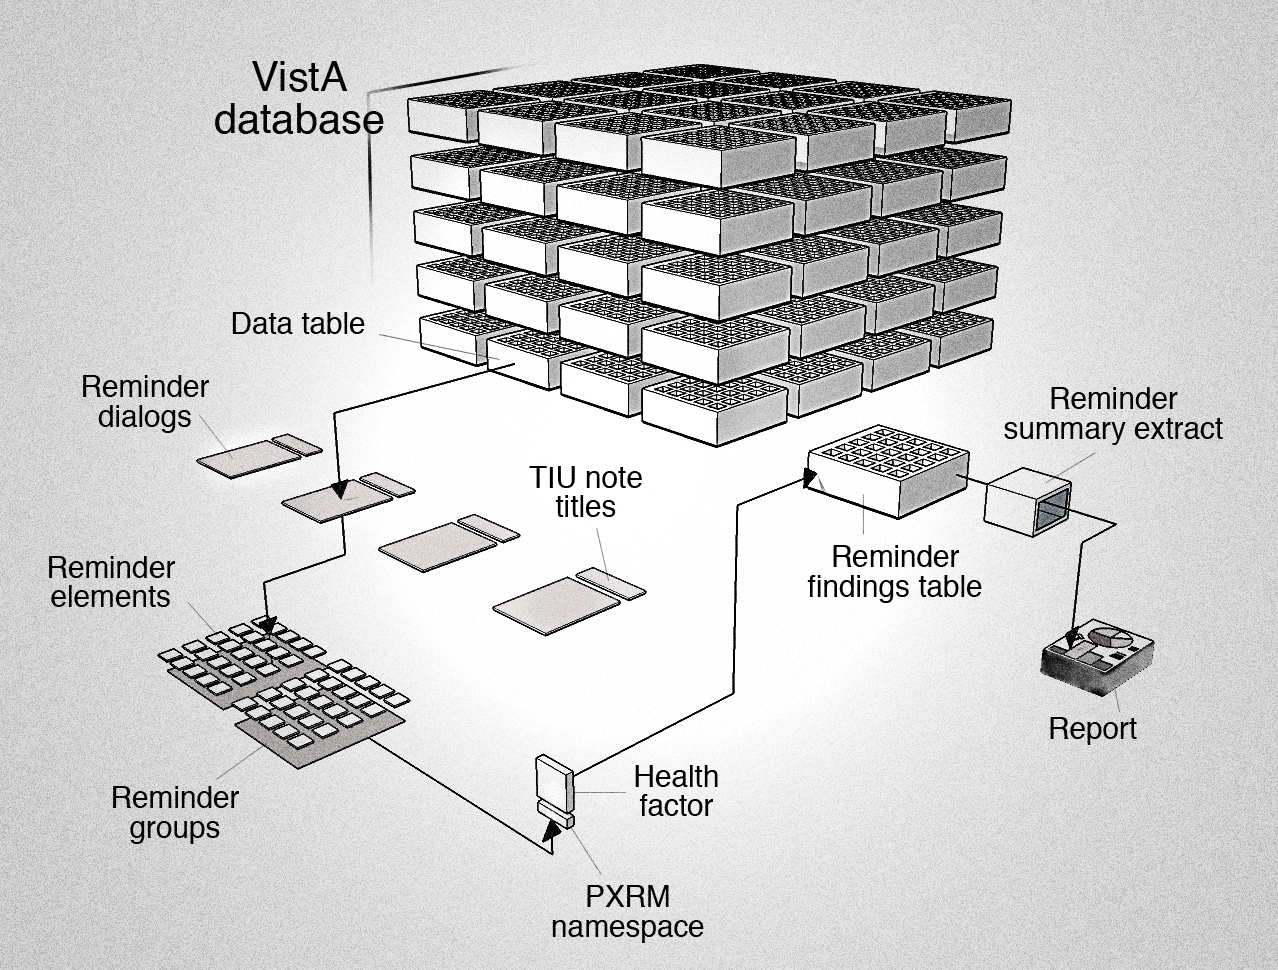 VistA
database
Data table
Reminder
dialogs
Reminder
summary extract
TIU note
titles
Reminder
findings table
Reminder
elements
Report
Health
factor
Reminder
groups
PXRM
namespace